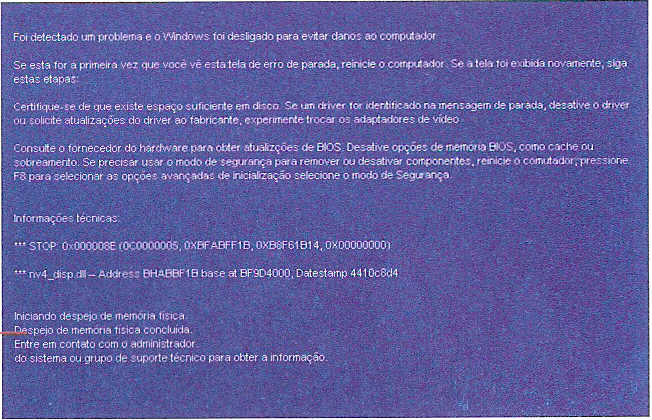 Foi detectado um problema e o Windows foi desligado para evitar danos ao computador
Se esta for a primeira vez que você vê esta tela de erro de parada, reinicie o computador. Se a tela foi exibida novamente, siga
estas etapas:
Certifique-se de que existe espaço suficiente em disco. Se um driver for identificado na mensagem de parada, desative o driver
ou solicite atualizações do driver ao fabricante, experimente trocar os adaptadores de vídeo
Consulte o fornecedor do hardware para obter atualizções de BIOS. Desative opções de memória BIOS, como cache ou
sobreamento. Se precisar usar o modo de segurança para remover ou desativar componentes, reinicie o comutador, pressione
F8 para selecionar as opções avançadas de inicialização selecione o modo de Segurança.
Informações técnicas:
*** STOP: 0x000008E (0C0000005, 0XBFABFF1B, 0XB8F61B14, 0X00000000)
*** nv4_disp.dll – Address BHABBF1B base at BF9D4000, Datestamp 4410c8d4
Iniciando despejo de memória física.
Despejo de memória física concluida.
Entre em contato com o administrador.
do sistema ou grupo de suporte técnico para obter a informação.